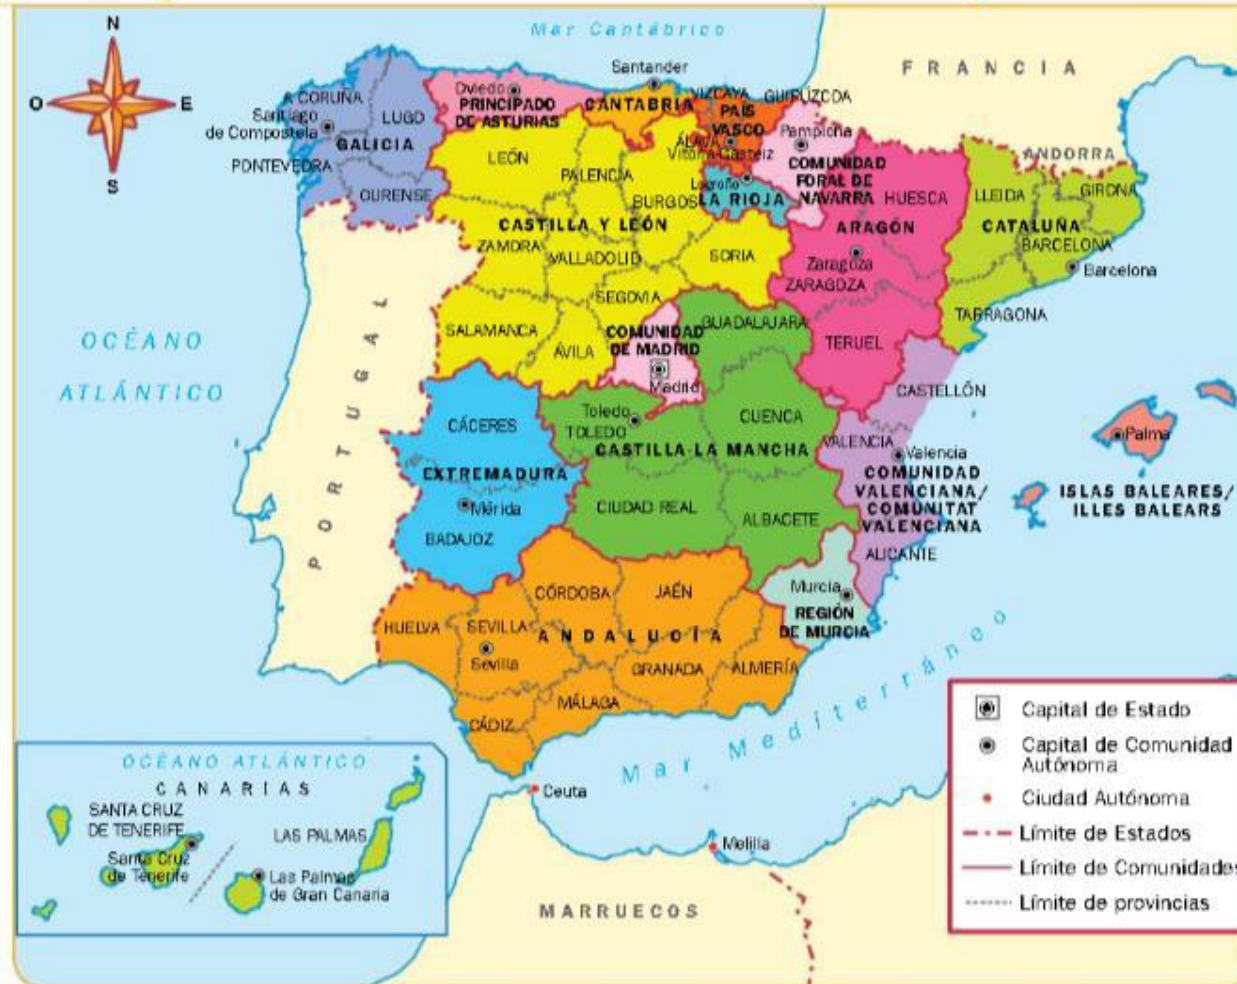 N
O
E
S
Mar Cantábrico
FRANCIA
Santander
A CORUÑA
LUGO
Santiago
de Compostela
GALICIA
PONTEVEDRA
OURENSE
Oviedo
PRINCIPADO
DE ASTURIAS
CANTABRIA
VIZCAYA
GUIPÚZCOA
PAÍS
VASCO
ÁLAVA
Vitoria-Gasteiz
Pamplona
COMUNIDAD
FORAL DE
NAVARRA
Logroño
LA RIOJA
ANDORRA
LEÓN
PALENCIA
BURGOS
CASTILLA Y LEÓN
ZAMORA
VALLADOLID
SORIA
SEGOVIA
SALAMANCA
ÁVILA
HUESCA
ARAGÓN
Zaragoza
ZARAGOZA
TERUEL
LLEIDA
GIRONA
CATALUÑA
BARCELONA
Barcelona
TARRAGONA
OCÉANO
ATLÁNTICO
PORTUGAL
COMUNIDAD
DE MADRID
Madrid
GUADALAJARA
Toledo
TOLEDO
CUENCA
CASTILLA-LA MANCHA
CIUDAD REAL
ALBACETE
CÁCERES
EXTREMADURA
Mérida
BADAJOZ
CASTELLÓN
VALENCIA
Valencia
COMUNIDAD
VALENCIANA/
COMUNITAT
VALENCIANA
ALICANTE
Palma
ISLAS BALEARES/
ILLES BALEARS
Murcia
REGIÓN
DE MURCIA
CÓRDOBA
JAÉN
HUELVA
SEVILLA
ANDALUCÍA
Sevilla
GRANADA
ALMERÍA
MÁLAGA
CÁDIZ
Mar Mediterráneo
Ceuta
Melilla
MARRUECOS
OCÉANO ATLÁNTICO
CANARIAS
SANTA CRUZ
DE TENERIFE
LAS PALMAS
Santa Cruz
de Tenerife
Las Palmas
de Gran Canaria
Capital de Estado
Capital de Comunidad
Autónoma
Ciudad Autónoma
Límite de Estados
Límite de Comunidades
Límite de provincias